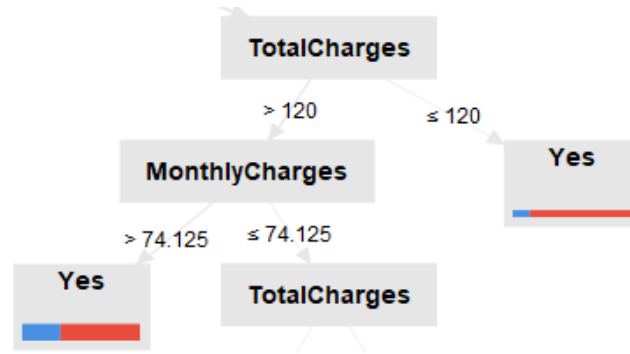 TotalCharges
> 120
≤ 120
MonthlyCharges
Yes
> 74.125
≤ 74.125
Yes
TotalCharges